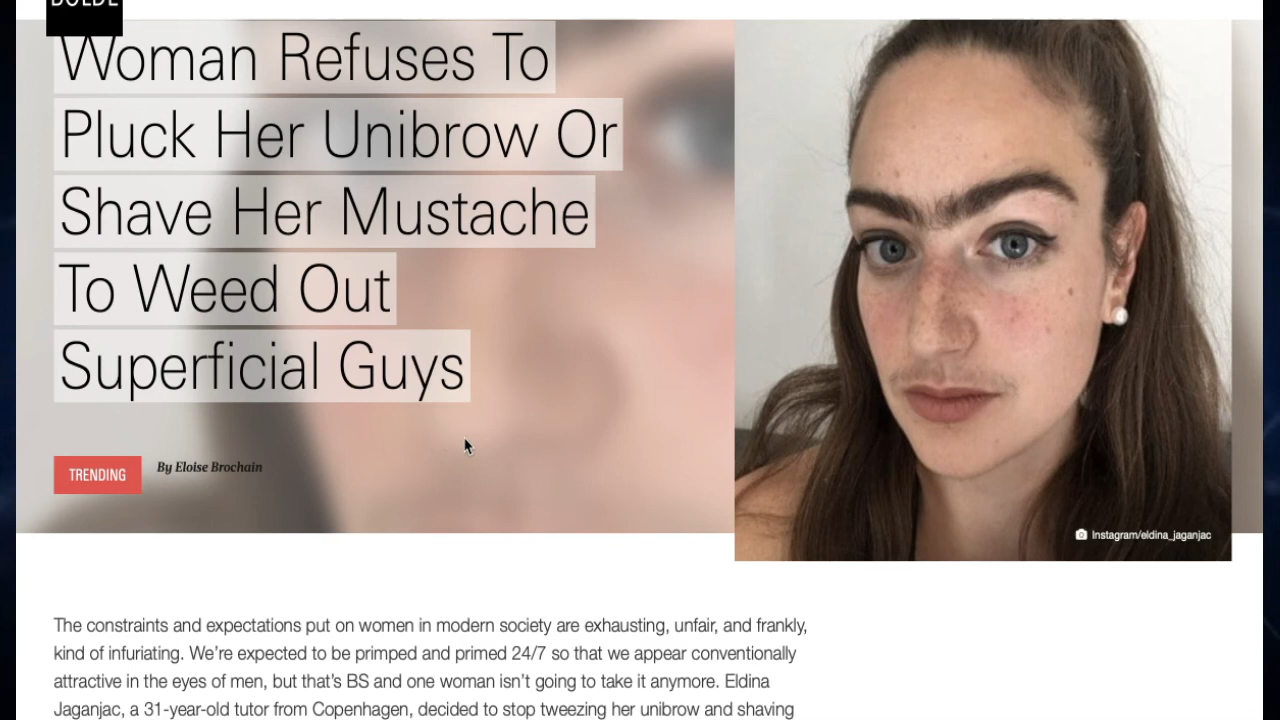 BOLDE
Woman Refuses To
Pluck Her Unibrow Or
Shave Her Mustache
To Weed Out
Superficial Guys
TRENDING
By Eloise Brochain
Instagram/eldina_jaganjac
The constraints and expectations put on women in modern society are exhausting, unfair, and frankly,
kind of infuriating. We're expected to be primped and primed 24/7 so that we appear conventionally
attractive in the eyes of men, but that's BS and one woman isn't going to take it anymore. Eldina
Jaganjac, a 31-year-old tutor from Copenhagen, decided to stop tweezing her unibrow and shaving